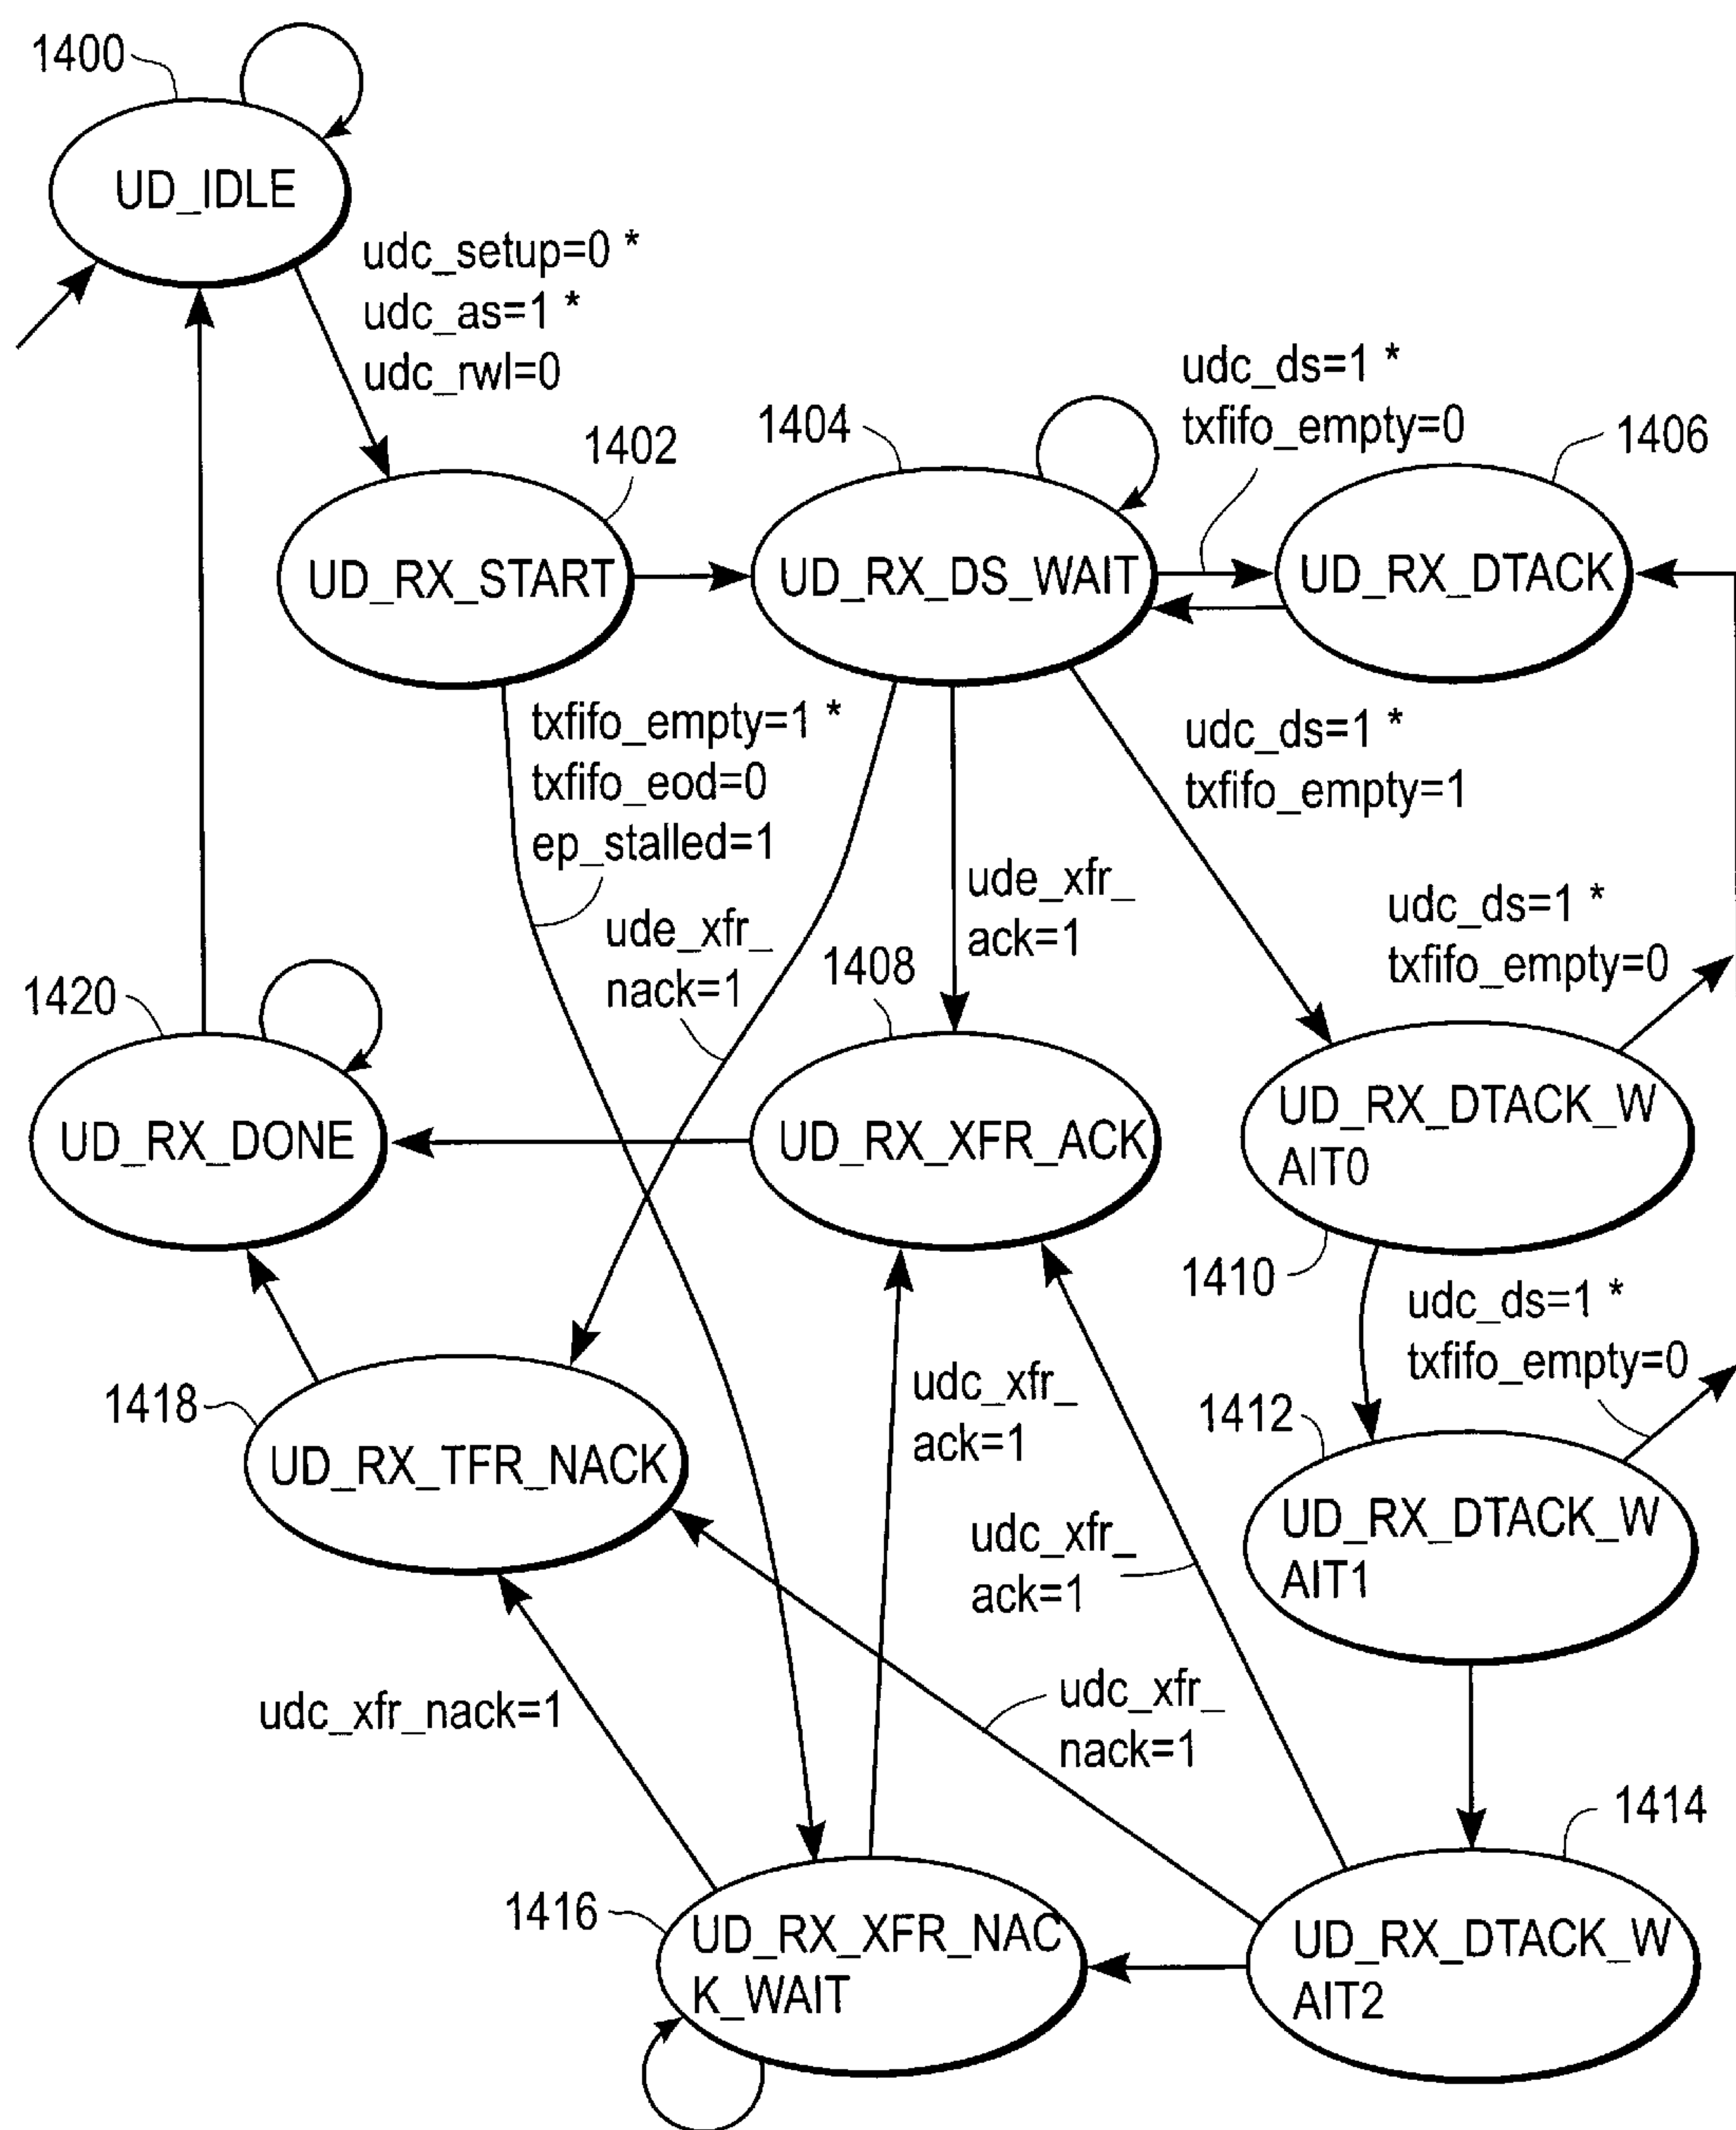 1400
UD_IDLE
udc_setup=0 *
udc_as=1 *
udc_rwl=0
1402
UD_RX_START
1404
UD_RX_DS_WAIT
udc_ds=1 *
txfifo_empty=0
1406
UD_RX_DTACK
txfifo_empty=1 *
txfifo_eod=0
ep_stalled=1
ude_xfr_
nack=1
ude_xfr_
ack=1
udc_ds=1 *
txfifo_empty=1
udc_ds=1 *
txfifo_empty=0
1420
UD_RX_DONE
1408
UD_RX_XFR_ACK
UD_RX_DTACK_W
AIT0
1410
udc_ds=1 *
txfifo_empty=0
1418
UD_RX_TFR_NACK
udc_xfr_
ack=1
1412
UD_RX_DTACK_W
AIT1
udc_xfr_
ack=1
udc_xfr_nack=1
udc_xfr_
nack=1
1414
1416
UD_RX_XFR_NAC
K_WAIT
UD_RX_DTACK_W
AIT2